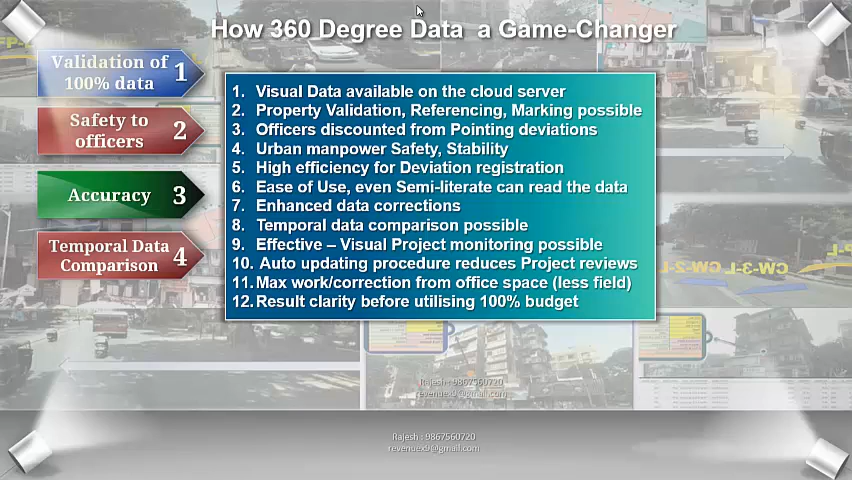 How 360 Degree Data a Game-Changer
Validation of
100% data
1
Safety to
officers
2
Accuracy
3
Temporal Data
Comparison
4
1. Visual Data available on the cloud server
2. Property Validation, Referencing, Marking possible
3. Officers discounted from Pointing deviations
4. Urban manpower Safety, Stability
5. High efficiency for Deviation registration
6. Ease of Use, even Semi-literate can read the data
7. Enhanced data corrections
8. Temporal data comparison possible
9. Effective – Visual Project monitoring possible
10. Auto updating procedure reduces Project reviews
11. Max work/correction from office space (less field)
12. Result clarity before utilising 100% budget
CW-L-3
CW-L-2
Rajesh : 9867560720
Rajesh : 9867560720